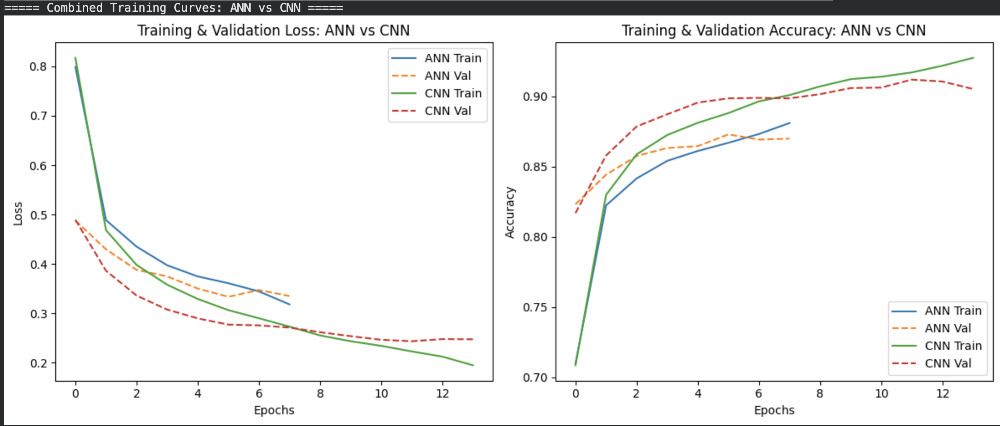 ===== Combined Training Curves: ANN vs CNN =====
Training & Validation Loss: ANN vs CNN
0.8
0.7
0.6
0.5
0.4
0.3
0.2
Loss
0 2 4 6 8 10 12
Epochs
ANN Train
ANN Val
CNN Train
CNN Val
Training & Validation Accuracy: ANN vs CNN
0.90
0.85
0.80
0.75
0.70
Accuracy
0 2 4 6 8 10 12
Epochs
ANN Train
ANN Val
CNN Train
CNN Val